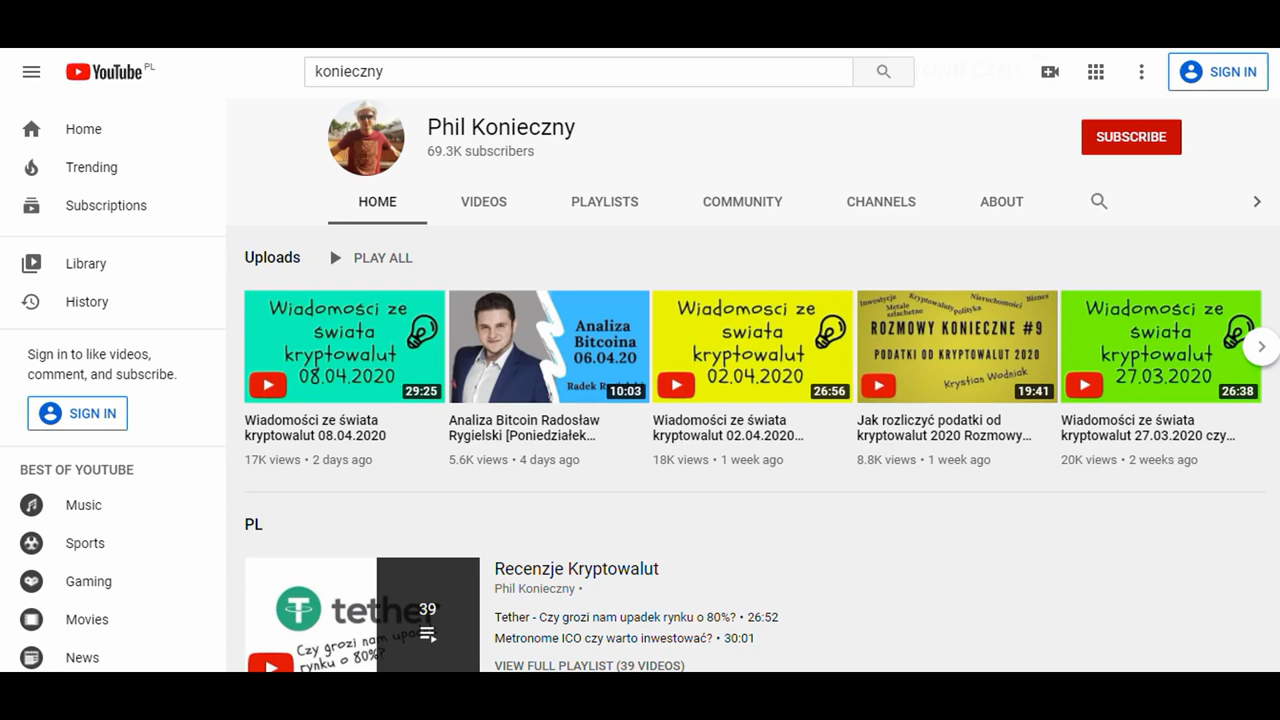 YouTube PL
konieczny
SIGN IN
Home
Trending
Subscriptions
Library
History
Sign in to like videos,
comment, and subscribe.
SIGN IN
BEST OF YOUTUBE
Music
Sports
Gaming
Movies
News
Phil Konieczny
69.3K subscribers
SUBSCRIBE
HOME VIDEOS PLAYLISTS COMMUNITY CHANNELS ABOUT
Uploads PLAY ALL
Wiadomości ze
świata
kryptowalut
08.04.2020
29:25
Wiadomości ze świata
kryptowalut 08.04.2020
17K views • 2 days ago
Analiza
Bitcoina
06.04.20
Radek
10:03
Analiza Bitcoin Radosław
Rygielski [Poniedziałek...
5.6K views • 4 days ago
Wiadomosci ze
swiata
kryptowalut
02.04.2020
26:56
Wiadomości ze świata
kryptowalut 02.04.2020...
18K views • 1 week ago
Inwestycje Kryptowaluty Nieruchomości Biznes
Metale
szlachetne Polityka
ROZMOWY KONIECZNE #9
PODATKI OD KRYPTOWALUT 2020
Krystian Wodniak
19:41
Jak rozliczyć podatki od
kryptowalut 2020 Rozmowy...
8.8K views • 1 week ago
Wiadomości ze
świata
kryptowalut
27.03.2020
26:38
Wiadomości ze świata
kryptowalut 27.03.2020 czy...
20K views • 2 weeks ago
PL
tether
Czy grozi nam upadek
rynku o 80%?
39
Recenzje Kryptowalut
Phil Konieczny •
Tether - Czy grozi nam upadek rynku o 80%? • 26:52
Metronome ICO czy warto inwestować? • 30:01
VIEW FULL PLAYLIST (39 VIDEOS)